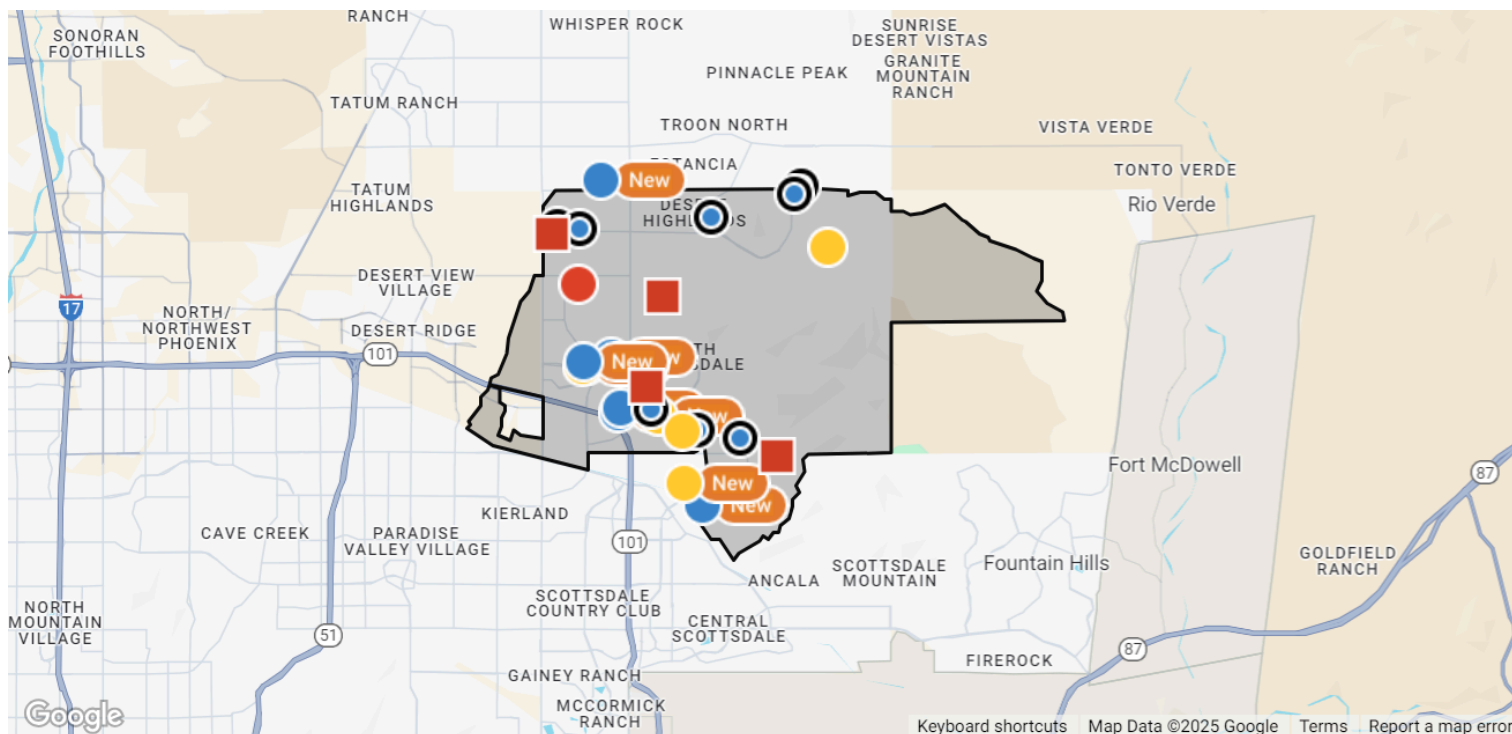 RANCH
WHISPER ROCK
SUNRISE
DESERT VISTAS
SONORAN
FOOTHILLS
GRANITE
MOUNTAIN
RANCH
PINNACLE PEAK
TATUM RANCH
TROON NORTH
VISTA VERDE
TONTO VERDE
New
TATUM
HIGHLANDS
Rio Verde
DESERT VIEW
VILLAGE
17
NORTH/
NORTHWEST
PHOENIX
DESERT RIDGE
101
New
New
Fort McDowell
87
New
New
KIERLAND
CAVE CREEK
PARADISE
VALLEY VILLAGE
101
GOLDFIELD
RANCH
Fountain Hills
SCOTTSDALE
MOUNTAIN
ANCALA
SCOTTSDALE
COUNTRY CLUB
NORTH
MOUNTAIN
VILLAGE
51
CENTRAL
SCOTTSDALE
87
FIREROCK
GAINEY RANCH
MCCORMICK
RANCH
Google
Keyboard shortcuts Map Data ©2025 Google Terms Report a map error